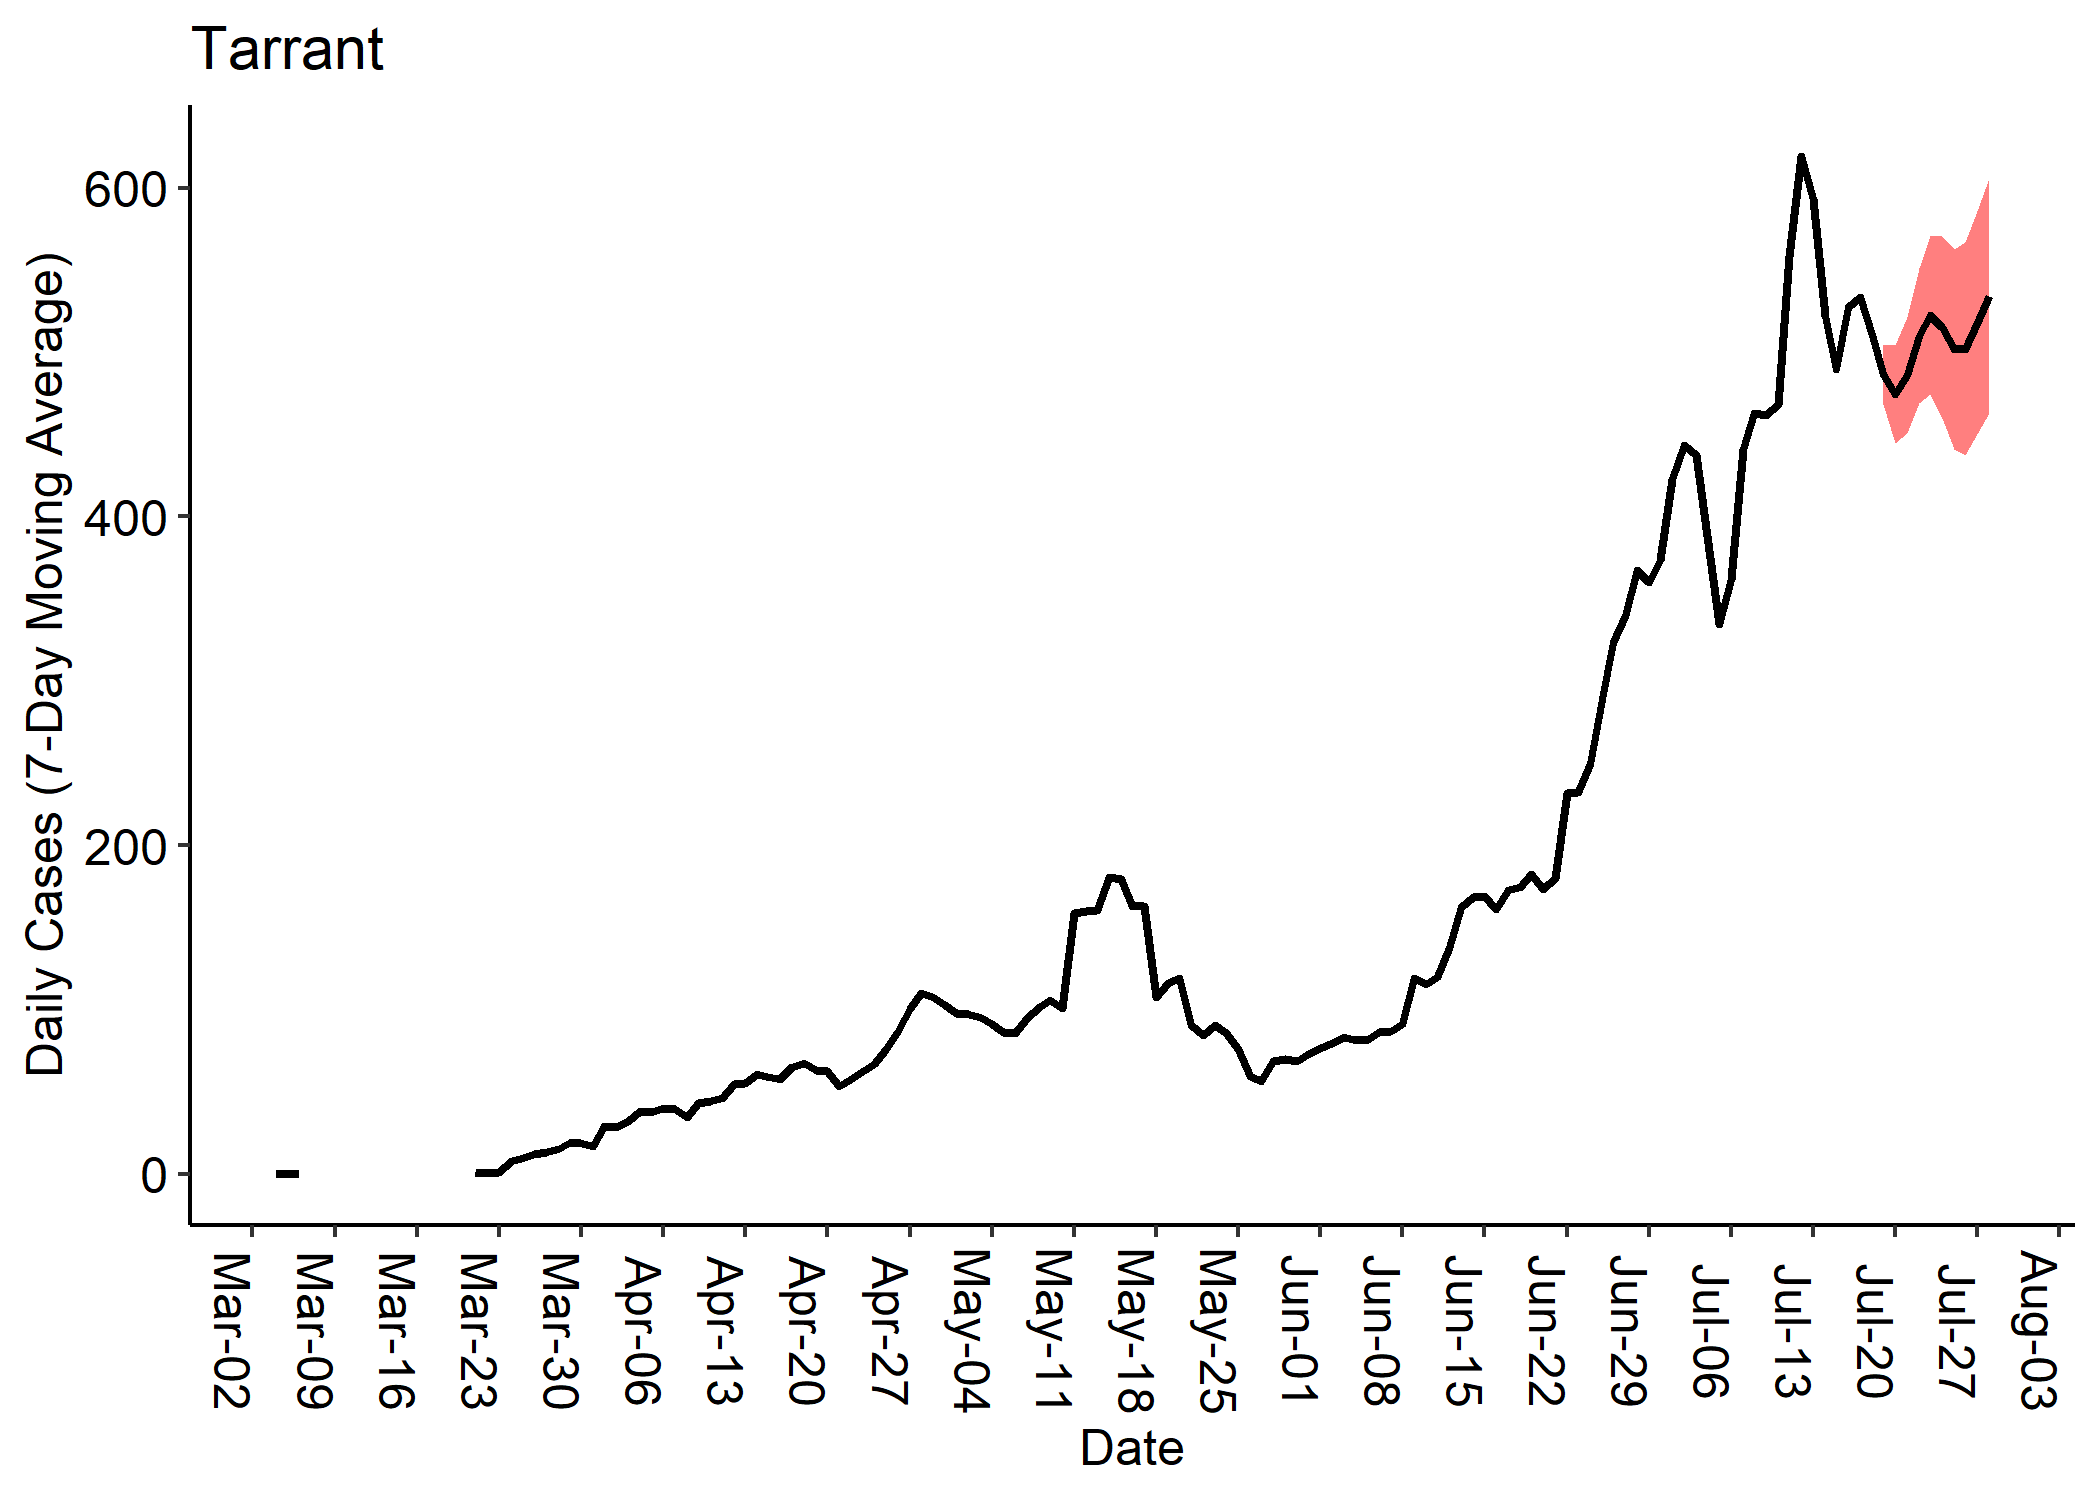 Tarrant
Daily Cases (7-Day Moving Average)
600
400
200
0
Mar-02
Mar-09
Mar-16
Mar-23
Mar-30
Apr-06
Apr-13
Apr-20
Apr-27
May-04
May-11
May-18
May-25
Jun-01
Jun-08
Jun-15
Jun-22
Jun-29
Jul-06
Jul-13
Jul-20
Jul-27
Aug-03
Date